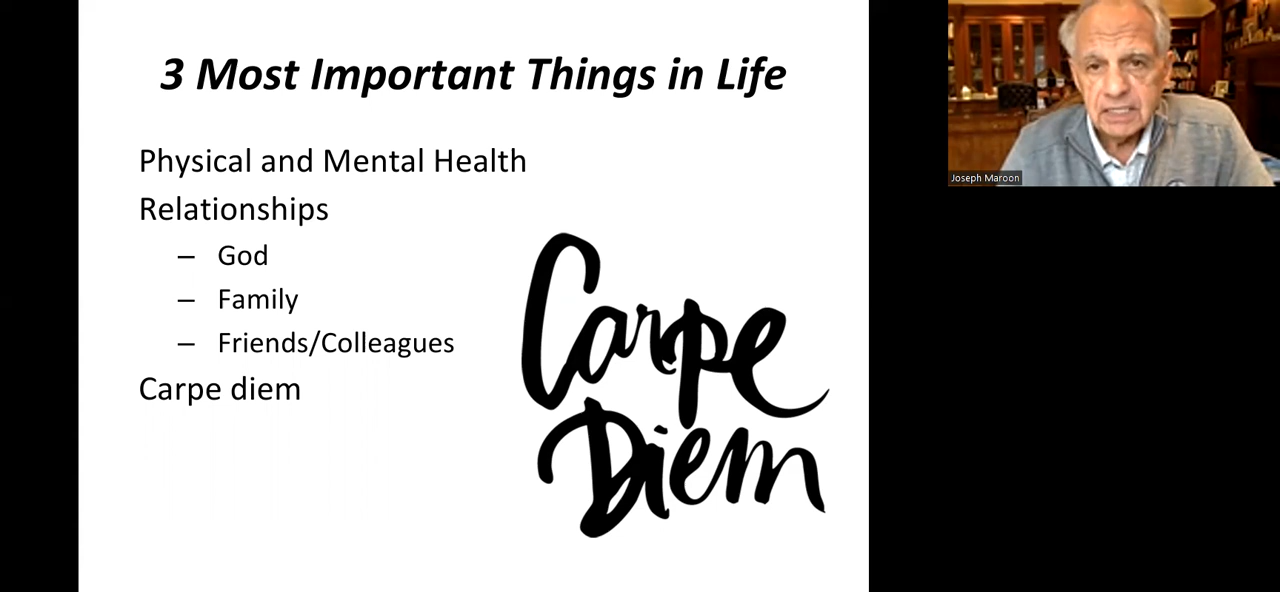 3 Most Important Things in Life
Physical and Mental Health
Relationships
– God
– Family
– Friends/Colleagues
Carpe diem
Carpe
Diem
Joseph Maroon